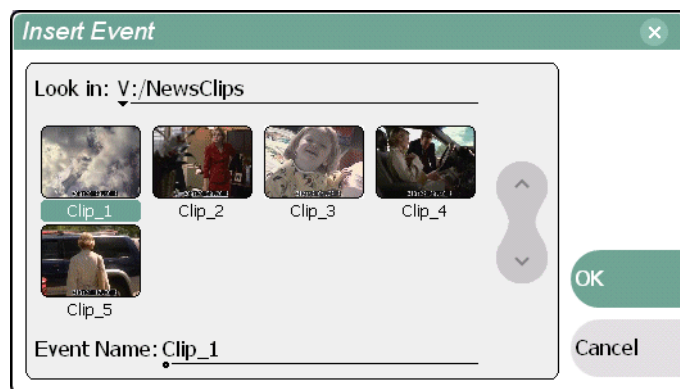 Insert Event
Look in: V:/NewsClips
Clip_1 Clip_2 Clip_3 Clip_4
Clip_5
OK
Event Name: Clip_1
Cancel